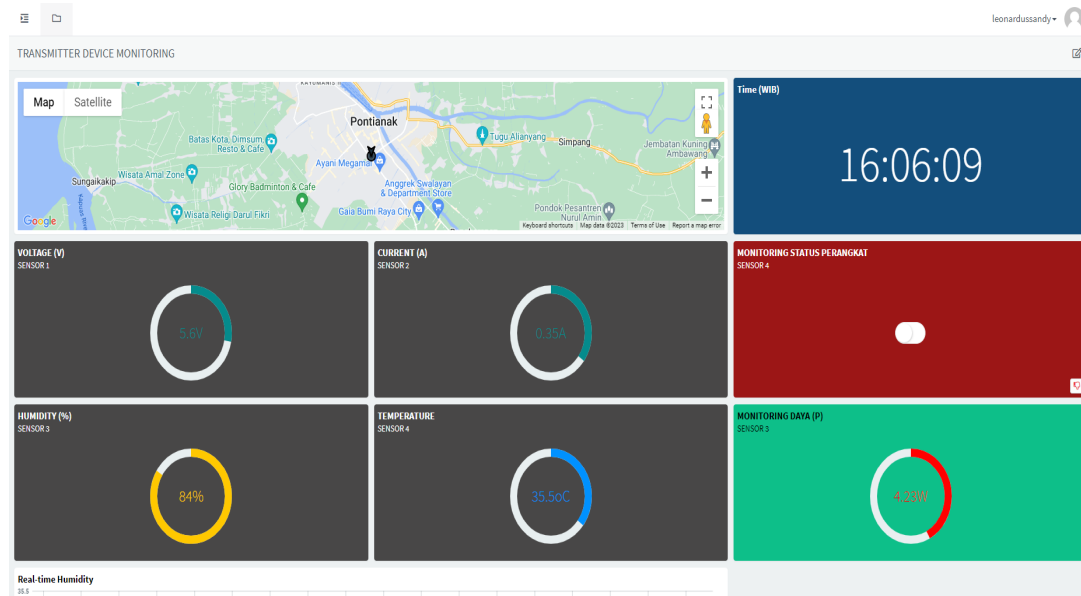 leonardussandy
TRANSMITTER DEVICE MONITORING
Map
Satellite
Pontianak
Batas Kota, Dimsum,
Resto & Cafe
Tugu Alianyang
Simpang
Jembatan Kuning
Ambawang
Ayani Megamal
Sungaikakip
Wisata Amal Zone
Glory Badminton & Cafe
Anggrek Swalayan
& Department Store
Wisata Religi Darul Fikri
Gaia Bumi Raya City
Pondok Pesantren
Nurul Amin
Google
Keyboard shortcuts
Map data ©2023
Terms of Use
Report a map error
Time (WIB)
16:06:09
VOLTAGE (V)
SENSOR 1
5.6V
CURRENT (A)
SENSOR 2
0.35A
MONITORING STATUS PERANGKAT
SENSOR 4
HUMIDITY (%)
SENSOR 3
84%
TEMPERATURE
SENSOR 4
35.5oC
MONITORING DAYA (P)
SENSOR 3
4.23W
Real-time Humidity
35.5